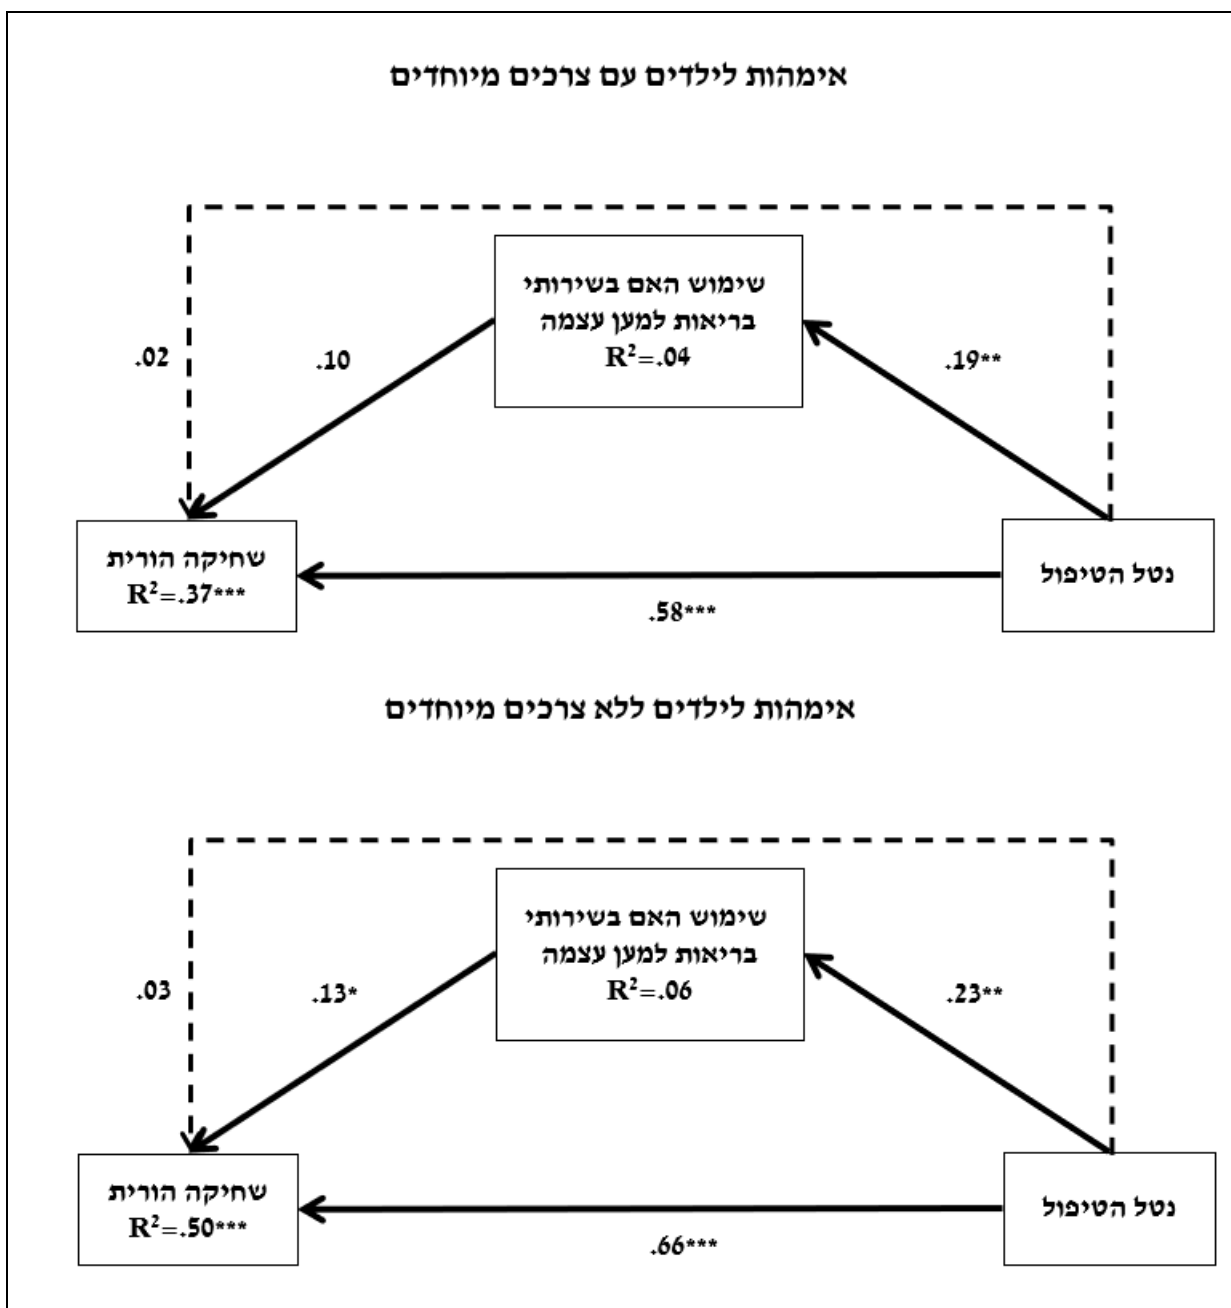 אימהות לילדים עם צרכים מיוחדים
שימוש האם בשירותי
בריאות למען עצמה
R²=.04
.19**
.10
.02
נטל הטיפול
שחיקה הורית
R²=.37***
.58***
אימהות לילדים ללא צרכים מיוחדים
שימוש האם בשירותי
בריאות למען עצמה
R²=.06
.23**
.13*
.03
נטל הטיפול
שחיקה הורית
R²=.50***
.66***